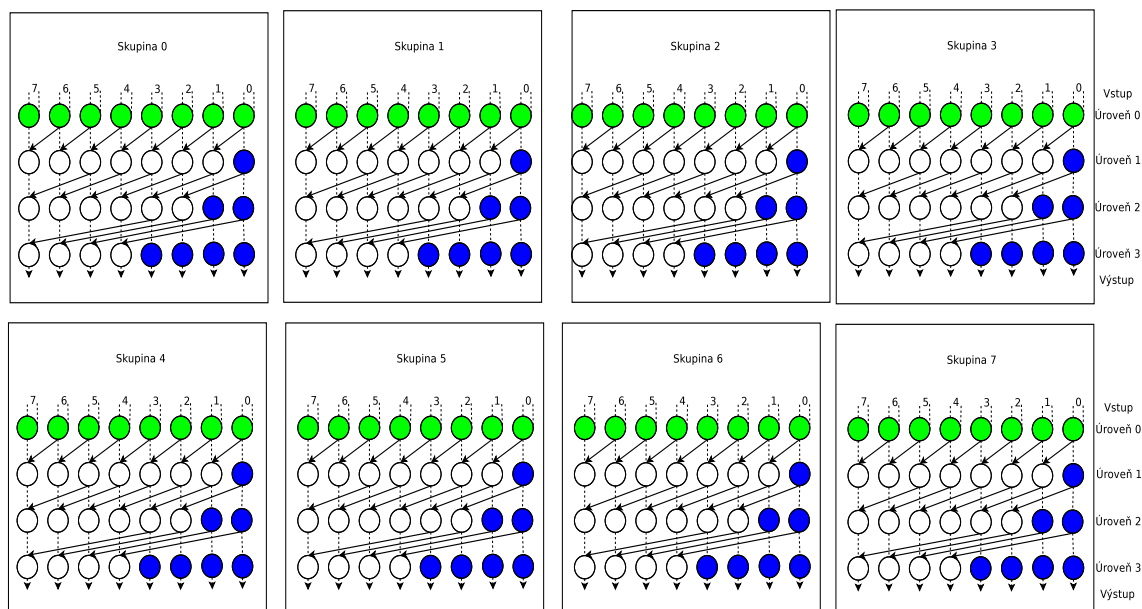 Skupina 0
Skupina 1
Skupina 2
Skupina 3
7 6 5 4 3 2 1 0
7 6 5 4 3 2 1 0
7 6 5 4 3 2 1 0
7 6 5 4 3 2 1 0
Vstup
Úroveň 0
Úroveň 1
Úroveň 2
Úroveň 3
Výstup
Skupina 4
Skupina 5
Skupina 6
Skupina 7
7 6 5 4 3 2 1 0
7 6 5 4 3 2 1 0
7 6 5 4 3 2 1 0
7 6 5 4 3 2 1 0
Vstup
Úroveň 0
Úroveň 1
Úroveň 2
Úroveň 3
Výstup